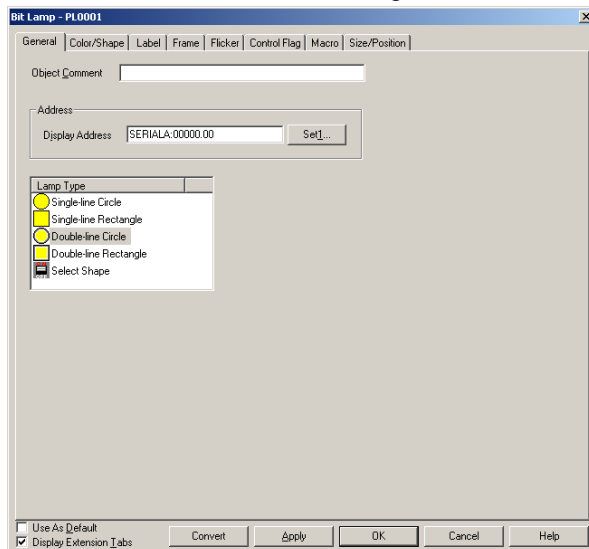 Bit Lamp - PL0001
General Color/Shape Label Frame Flicker Control Flag Macro Size/Position
Object Comment
Address
Display Address SERIALA:00000.00 Set1...
Lamp Type
Single-line Circle
Single-line Rectangle
Double-line Circle
Double-line Rectangle
Select Shape
Use As Default
Display Extension Tabs Convert Apply OK Cancel Help